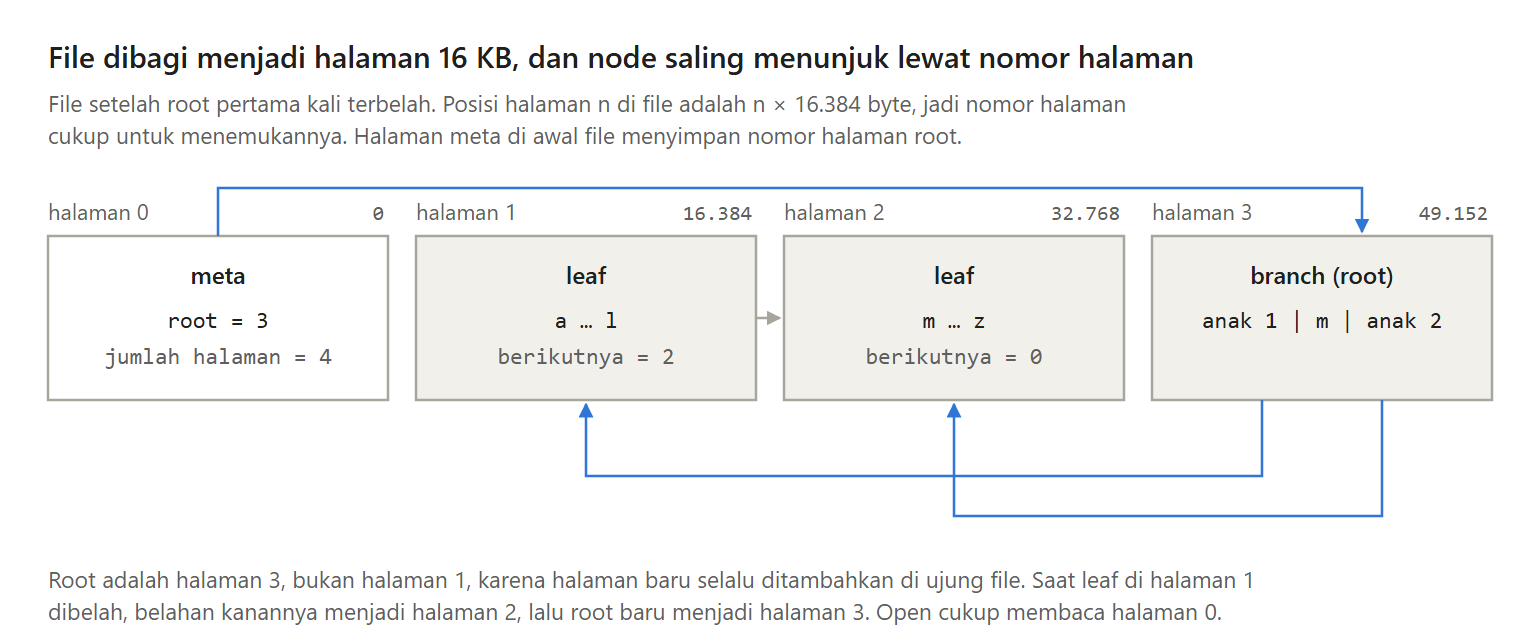 File dibagi menjadi halaman 16 KB, dan node saling menunjuk lewat nomor halaman
File setelah root pertama kali terbelah. Posisi halaman n di file adalah n × 16.384 byte, jadi nomor halaman
cukup untuk menemukannya. Halaman meta di awal file menyimpan nomor halaman root.
halaman 0 0 halaman 1 16.384 halaman 2 32.768 halaman 3 49.152
meta leaf leaf branch (root)
root = 3 a … l m … z anak 1 | m | anak 2
jumlah halaman = 4 berikutnya = 2 berikutnya = 0
Root adalah halaman 3, bukan halaman 1, karena halaman baru selalu ditambahkan di ujung file. Saat leaf di halaman 1
dibelah, belahan kanannya menjadi halaman 2, lalu root baru menjadi halaman 3. Open cukup membaca halaman 0.